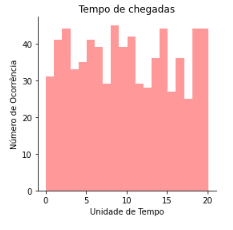 Tempo de chegadas
40
30
20
10
0
Número de Ocorrência
0 5 10 15 20
Unidade de Tempo